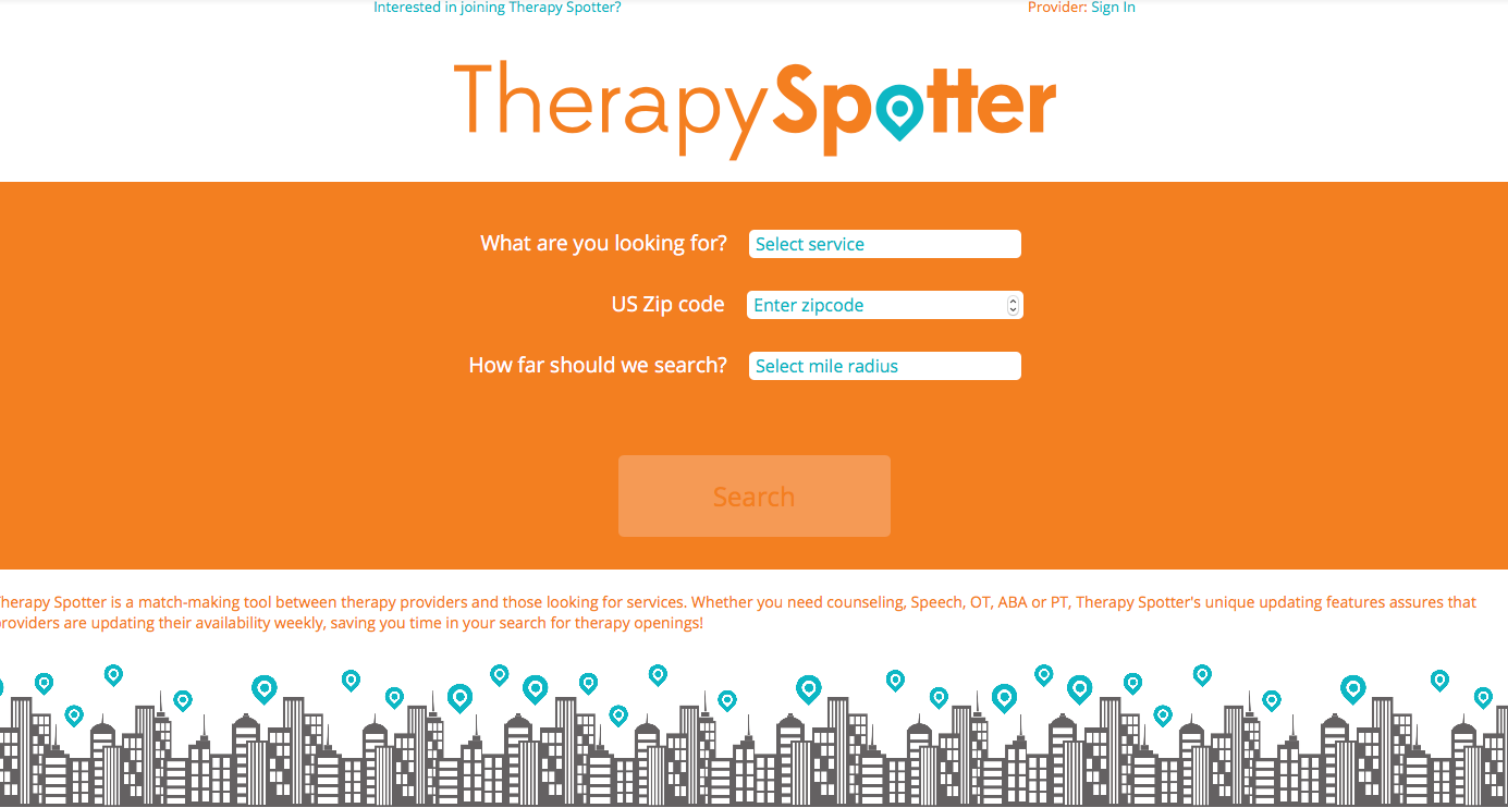 Interested in joining Therapy Spotter?
Provider: Sign In
TherapySpotter
What are you looking for? Select service
US Zip code Enter zipcode
How far should we search? Select mile radius
Search
herapy Spotter is a match-making tool between therapy providers and those looking for services. Whether you need counseling, Speech, OT, ABA or PT, Therapy Spotter's unique updating features assures that
roviders are updating their availability weekly, saving you time in your search for therapy openings!